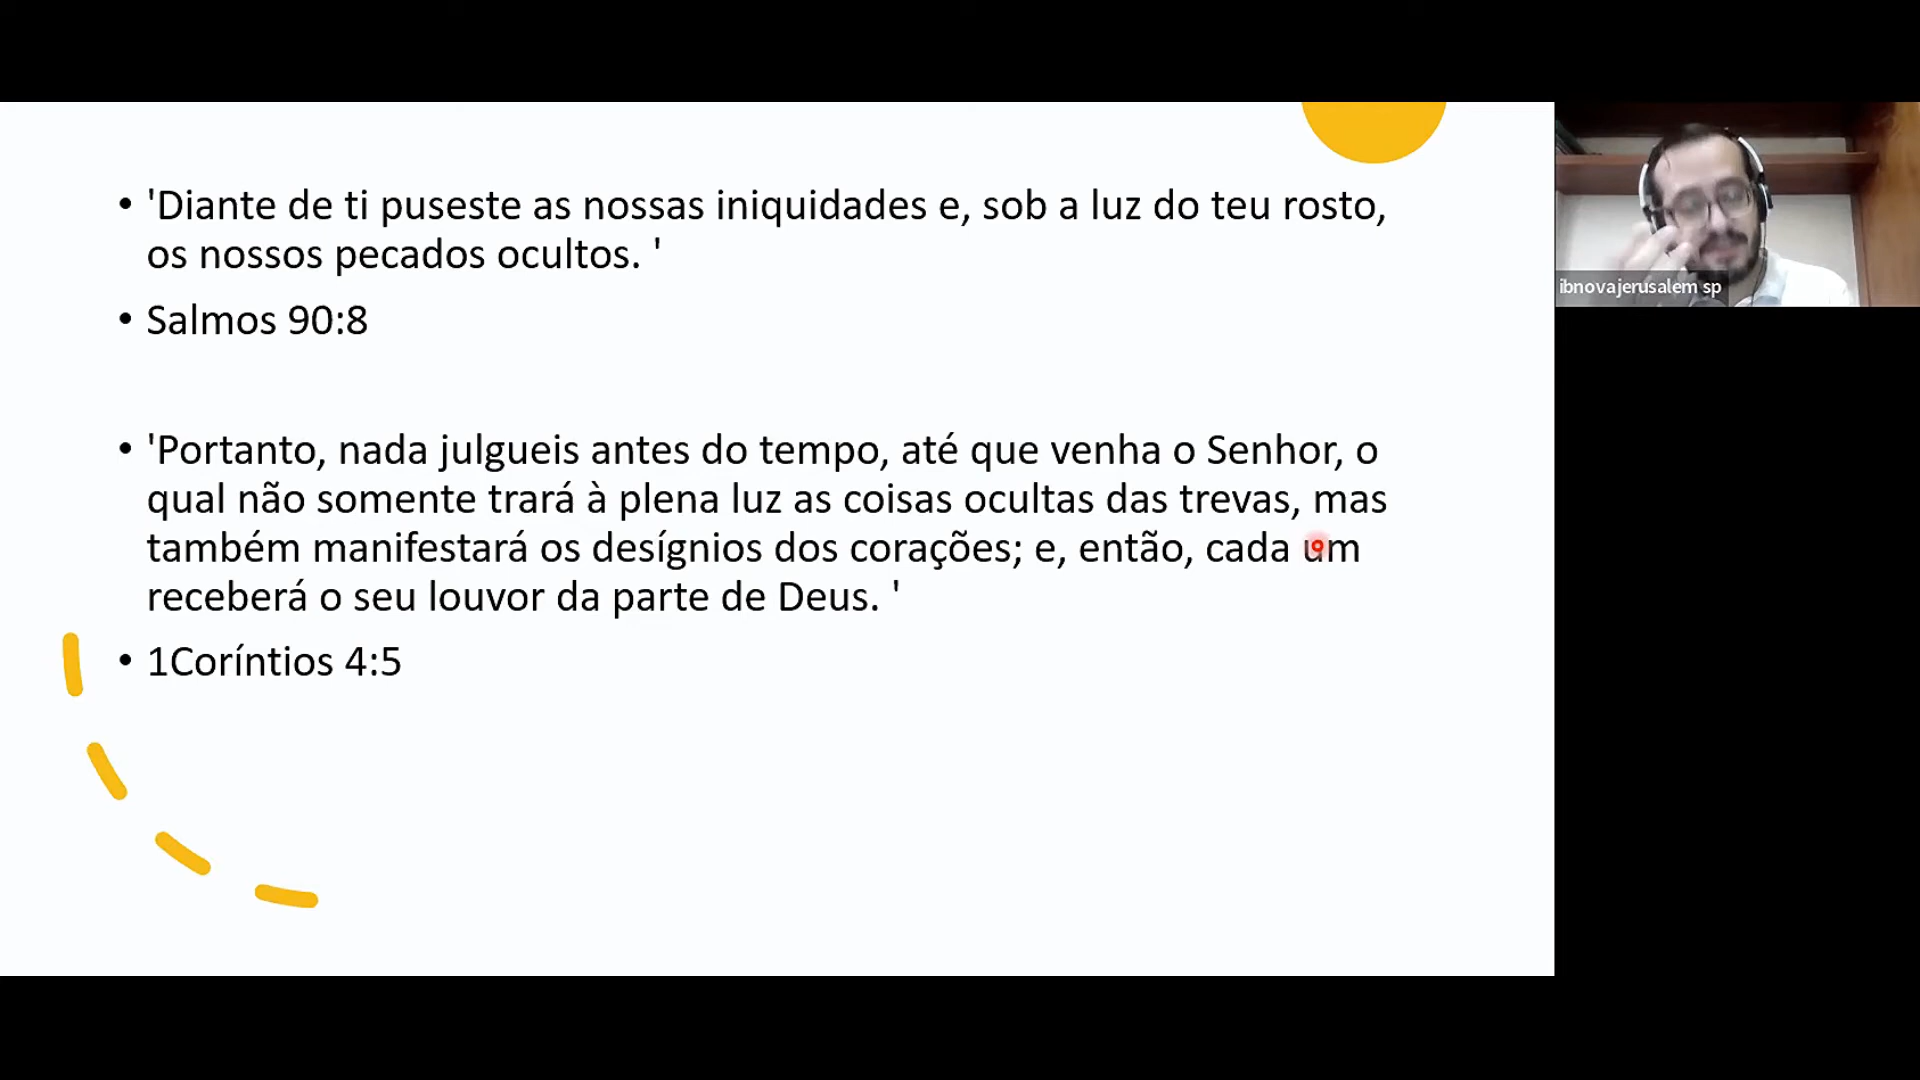 • 'Diante de ti puseste as nossas iniquidades e, sob a luz do teu rosto,
os nossos pecados ocultos. '
• Salmos 90:8
• 'Portanto, nada julgueis antes do tempo, até que venha o Senhor, o
qual não somente trará à plena luz as coisas ocultas das trevas, mas
também manifestará os desígnios dos corações; e, então, cada um
receberá o seu louvor da parte de Deus. '
• 1Coríntios 4:5
ibnovajerusalem sp